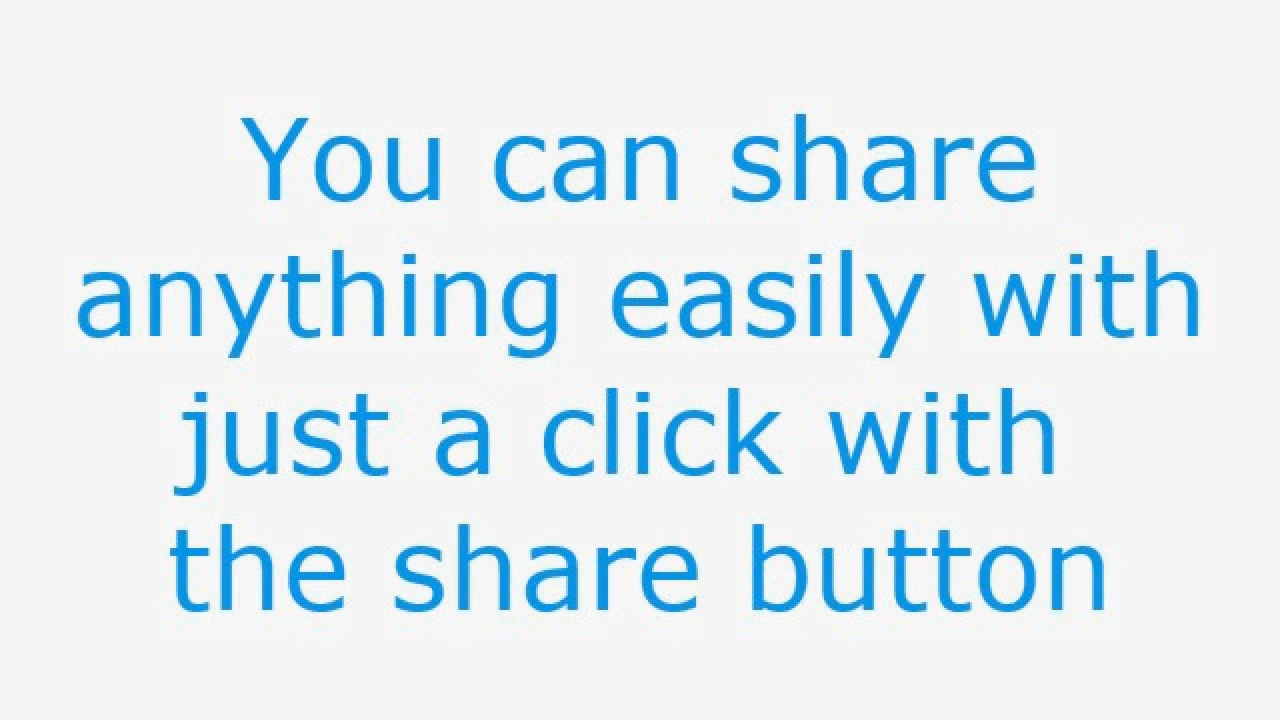 You can share
anything easily with
just a click with
the share button